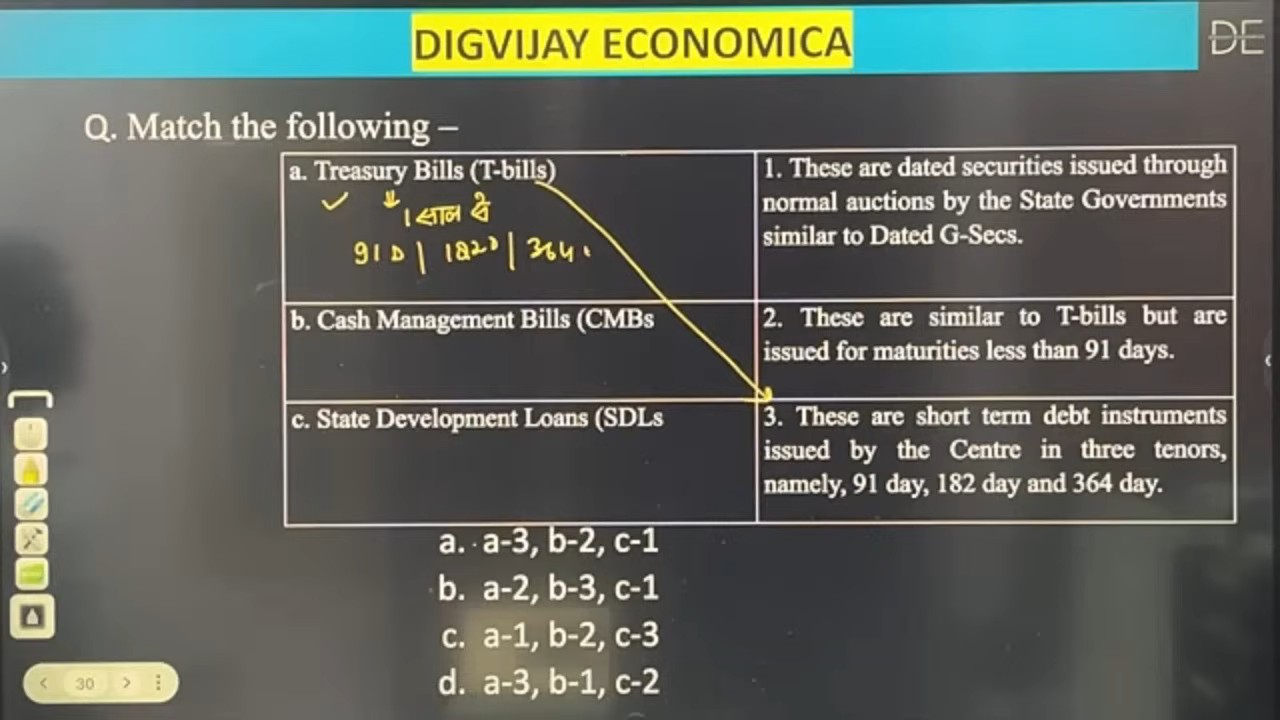 DIGVIJAY ECONOMICA
DE
Q. Match the following –
a. Treasury Bills (T-bills)
1 साल से
91D | 182D | 364
1. These are dated securities issued through
normal auctions by the State Governments
similar to Dated G-Secs.
b. Cash Management Bills (CMBs
2. These are similar to T-bills but are
issued for maturities less than 91 days.
c. State Development Loans (SDLs
3. These are short term debt instruments
issued by the Centre in three tenors,
namely, 91 day, 182 day and 364 day.
a. a-3, b-2, c-1
b. a-2, b-3, c-1
c. a-1, b-2, c-3
d. a-3, b-1, c-2
30